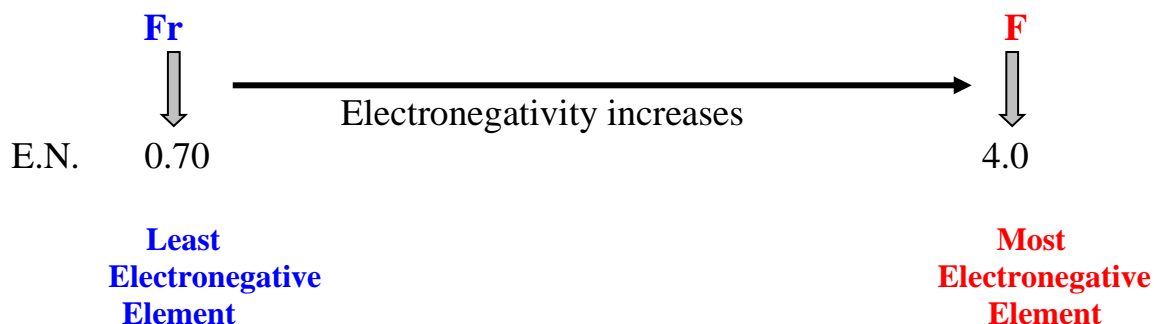 Fr F
Electronegativity increases
E.N. 0.70 4.0
Least Most
Electronegative Electronegative
Element Element